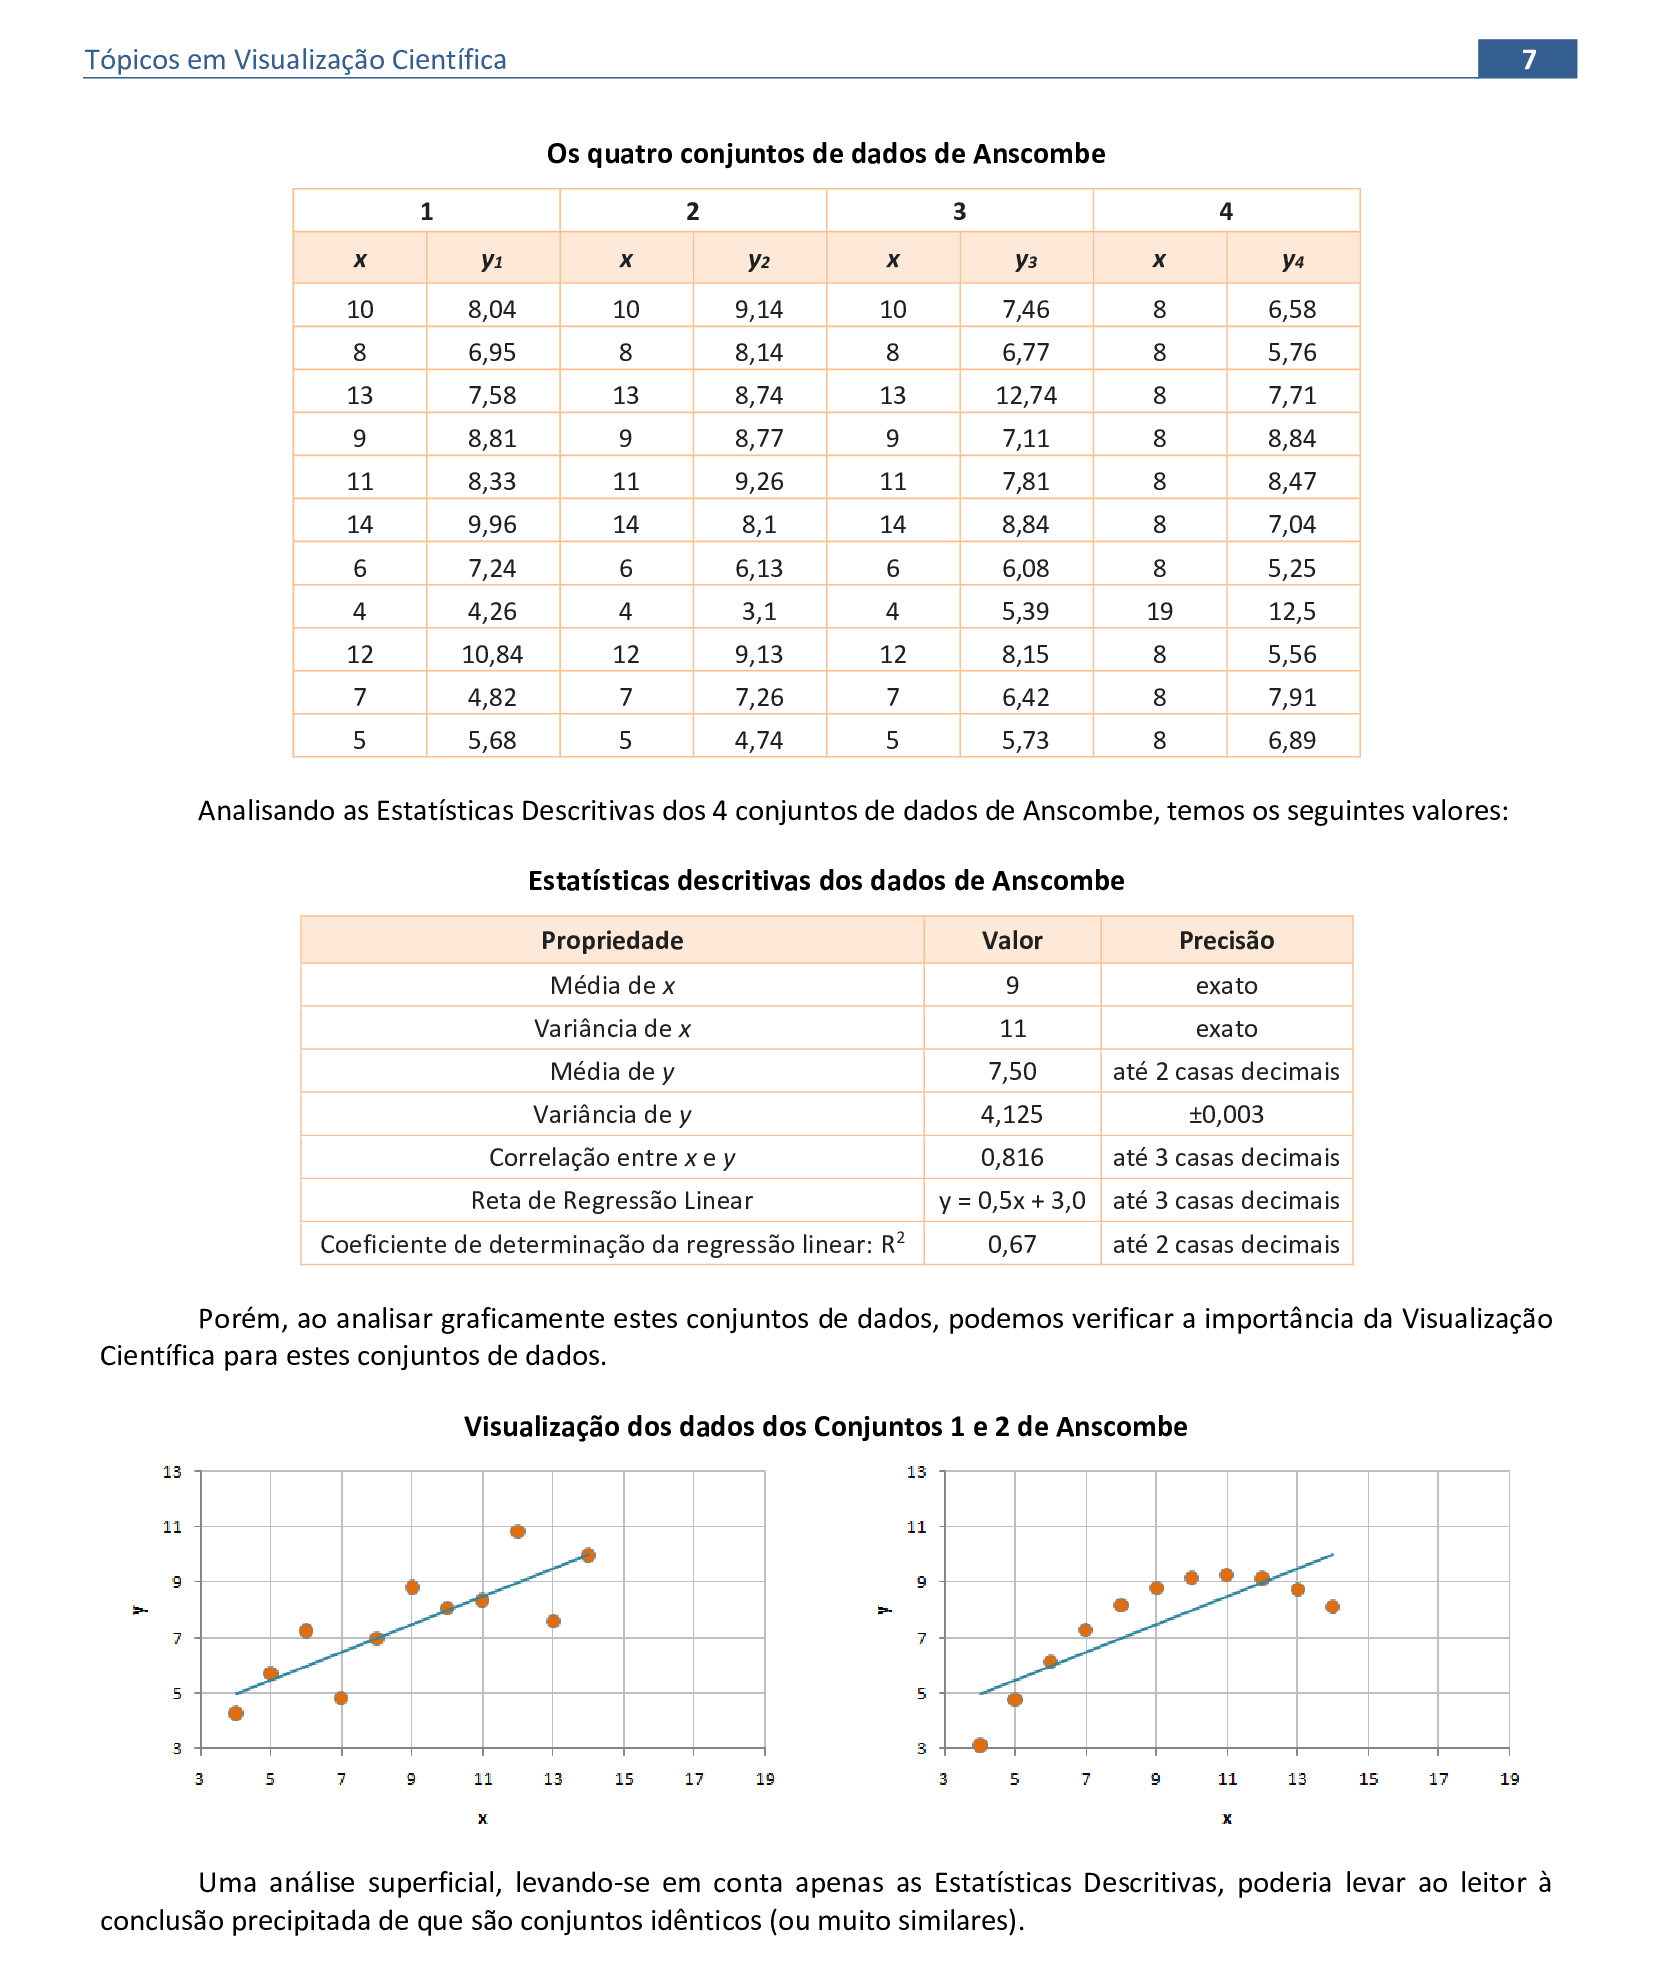 Tópicos em Visualização Científica 7
Os quatro conjuntos de dados de Anscombe
1 2 3 4
x y1 x y2 x y3 x y4
10 8,04 10 9,14 10 7,46 8 6,58
8 6,95 8 8,14 8 6,77 8 5,76
13 7,58 13 8,74 13 12,74 8 7,71
9 8,81 9 8,77 9 7,11 8 8,84
11 8,33 11 9,26 11 7,81 8 8,47
14 9,96 14 8,1 14 8,84 8 7,04
6 7,24 6 6,13 6 6,08 8 5,25
4 4,26 4 3,1 4 5,39 19 12,5
12 10,84 12 9,13 12 8,15 8 5,56
7 4,82 7 7,26 7 6,42 8 7,91
5 5,68 5 4,74 5 5,73 8 6,89
Analisando as Estatísticas Descritivas dos 4 conjuntos de dados de Anscombe, temos os seguintes valores:
Estatísticas descritivas dos dados de Anscombe
Propriedade Valor Precisão
Média de x 9 exato
Variância de x 11 exato
Média de y 7,50 até 2 casas decimais
Variância de y 4,125 ±0,003
Correlação entre x e y 0,816 até 3 casas decimais
Reta de Regressão Linear y = 0,5x + 3,0 até 3 casas decimais
Coeficiente de determinação da regressão linear: R² 0,67 até 2 casas decimais
Porém, ao analisar graficamente estes conjuntos de dados, podemos verificar a importância da Visualização
Científica para estes conjuntos de dados.
Visualização dos dados dos Conjuntos 1 e 2 de Anscombe
13
11
9
y
7
5
3
3 5 7 9 11 13 15 17 19
x
13
11
9
y
7
5
3
3 5 7 9 11 13 15 17 19
x
Uma análise superficial, levando-se em conta apenas as Estatísticas Descritivas, poderia levar ao leitor à
conclusão precipitada de que são conjuntos idênticos (ou muito similares).